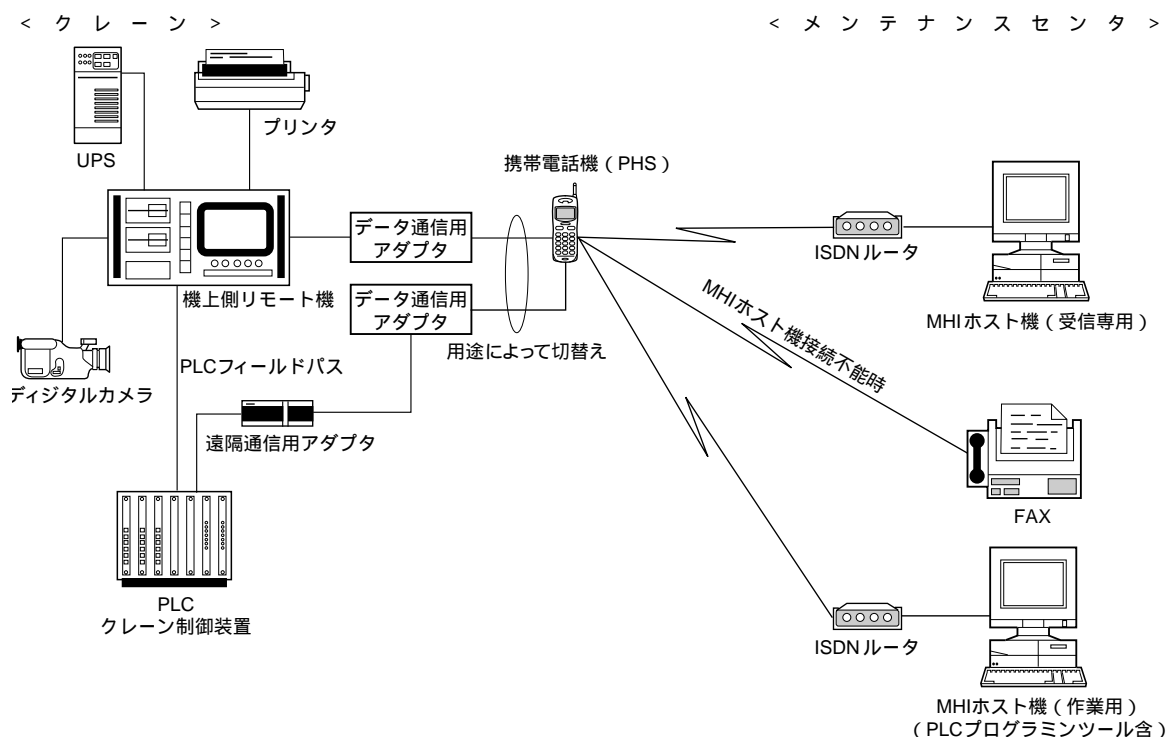 < ク レ ー ン >
< メ ン テ ナ ン ス セ ン タ >
プリンタ
UPS
携帯電話機（PHS）
データ通信用
アダプタ
ISDNルータ
機上側リモート機
データ通信用
アダプタ
MHIホスト機（受信専用）
用途によって切替え
MHIホスト機接続不能時
PLCフィールドパス
ディジタルカメラ
遠隔通信用アダプタ
FAX
PLC
クレーン制御装置
ISDNルータ
MHIホスト機（作業用）
（PLCプログラミンツール含）